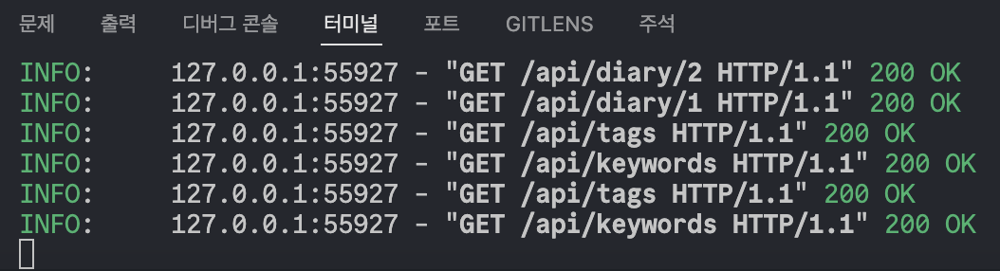 문제 출력 디버그 콘솔 터미널 포트 GITLENS 주석
INFO: 127.0.0.1:55927 - "GET /api/diary/2 HTTP/1.1" 200 OK
INFO: 127.0.0.1:55927 - "GET /api/diary/1 HTTP/1.1" 200 OK
INFO: 127.0.0.1:55927 - "GET /api/tags HTTP/1.1" 200 OK
INFO: 127.0.0.1:55927 - "GET /api/keywords HTTP/1.1" 200 OK
INFO: 127.0.0.1:55927 - "GET /api/tags HTTP/1.1" 200 OK
INFO: 127.0.0.1:55927 - "GET /api/keywords HTTP/1.1" 200 OK